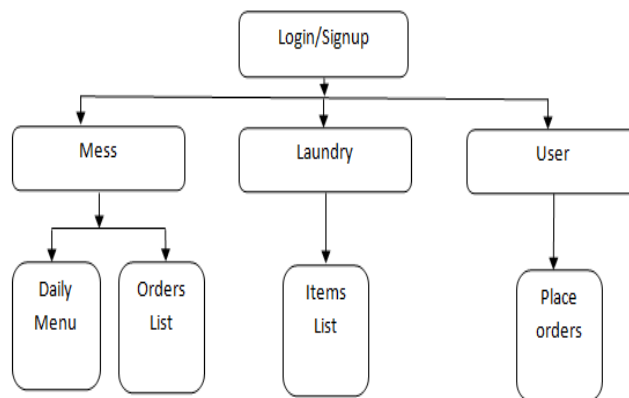 Login/Signup
Mess
Laundry
User
Daily
Menu
Orders
List
Items
List
Place
orders